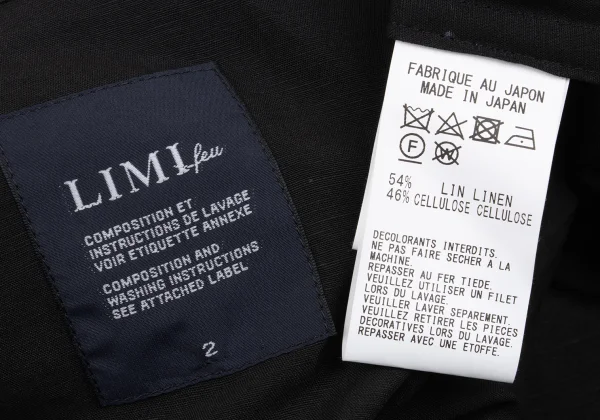 LIMI feu
COMPOSITION ET
INSTRUCTIONS DE LAVAGE
VOIR ETIQUETTE ANNEXE
COMPOSITION AND
WASHING INSTRUCTIONS
SEE ATTACHED LABEL
2
FABRIQUE AU JAPON
MADE IN JAPAN
F W
54% LIN LINEN
46% CELLULOSE CELLULOSE
DECOLORANTS INTERDITS.
NE PAS FAIRE SECHER A LA
MACHINE.
REPASSER AU FER TIEDE.
VEUILLEZ UTILISER UN FILET
LORS DU LAVAGE.
VEUILLER LAVER SEPAREMENT.
VEUILLEZ RETIRER LES PIECES
DECORATIVES LORS DU LAVAGE.
REPASSER AVEC UNE ETOFFE.